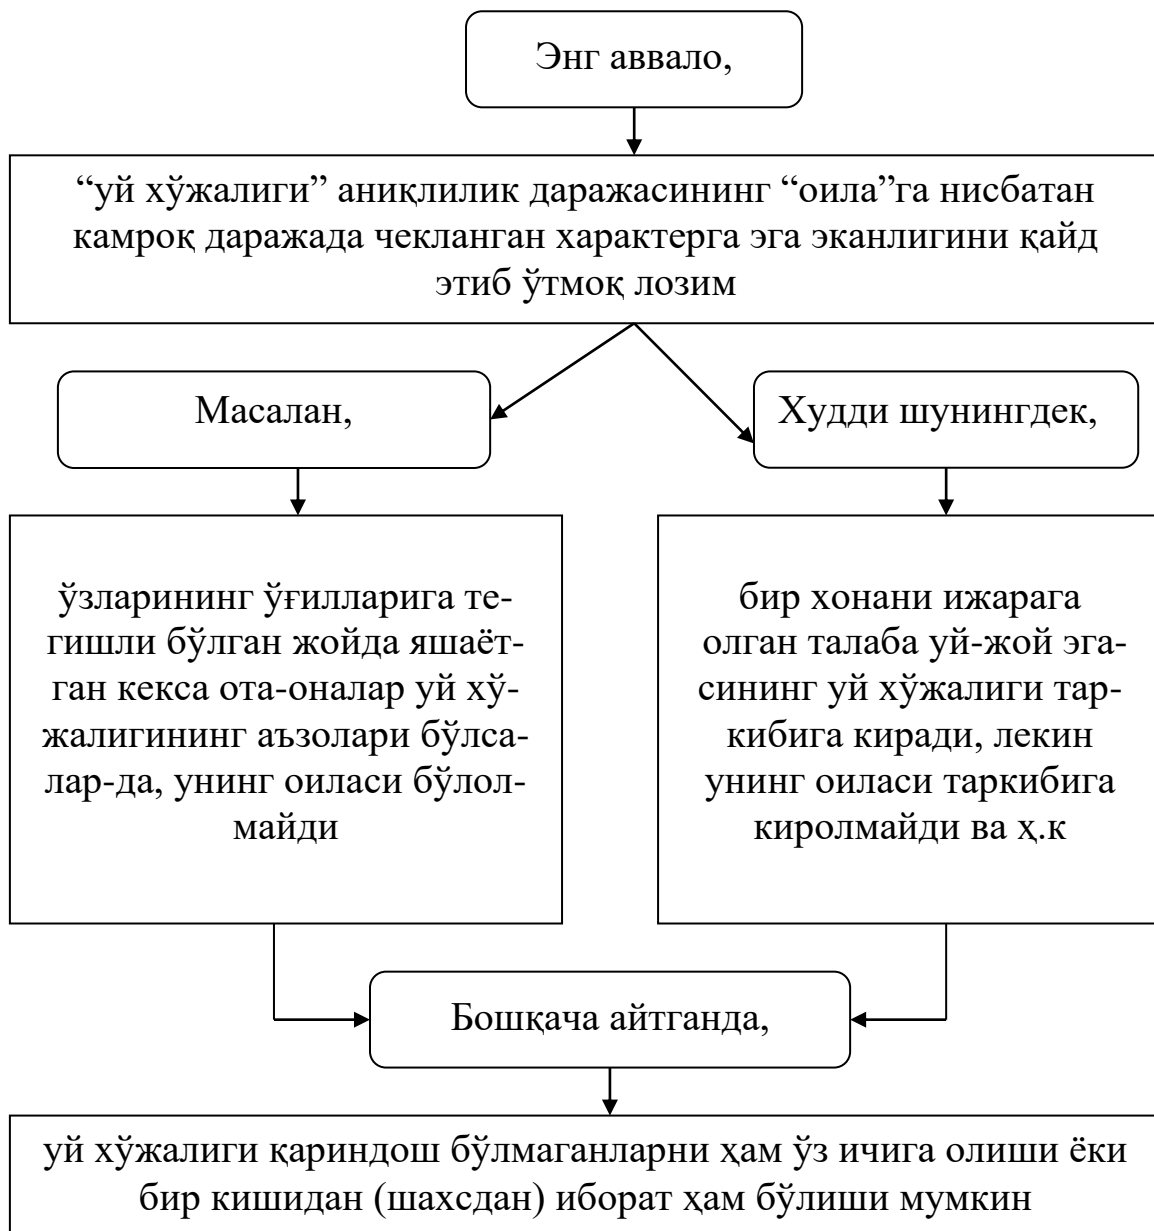 Энг аввало,
“уй хўжалиги” аниқлилик даражасининг “оила”га нисбатан
камроқ даражада чекланган характерга эга эканлигини қайд
этиб ўтмоқ лозим
Масалан,
Худди шунингдек,
ўзларининг ўғилларига те-
гишли бўлган жойда яшаёт-
ган кекса ота-оналар уй хў-
жалигининг аъзолари бўлса-
лар-да, унинг оиласи бўлол-
майди
бир хонани ижарага
олган талаба уй-жой эга-
сининг уй хўжалиги тар-
кибига киради, лекин
унинг оиласи таркибига
киролмайди ва ҳ.к
Бошқача айтганда,
уй хўжалиги қариндош бўлмаганларни ҳам ўз ичига олиши ёки
бир кишидан (шахсдан) иборат ҳам бўлиши мумкин